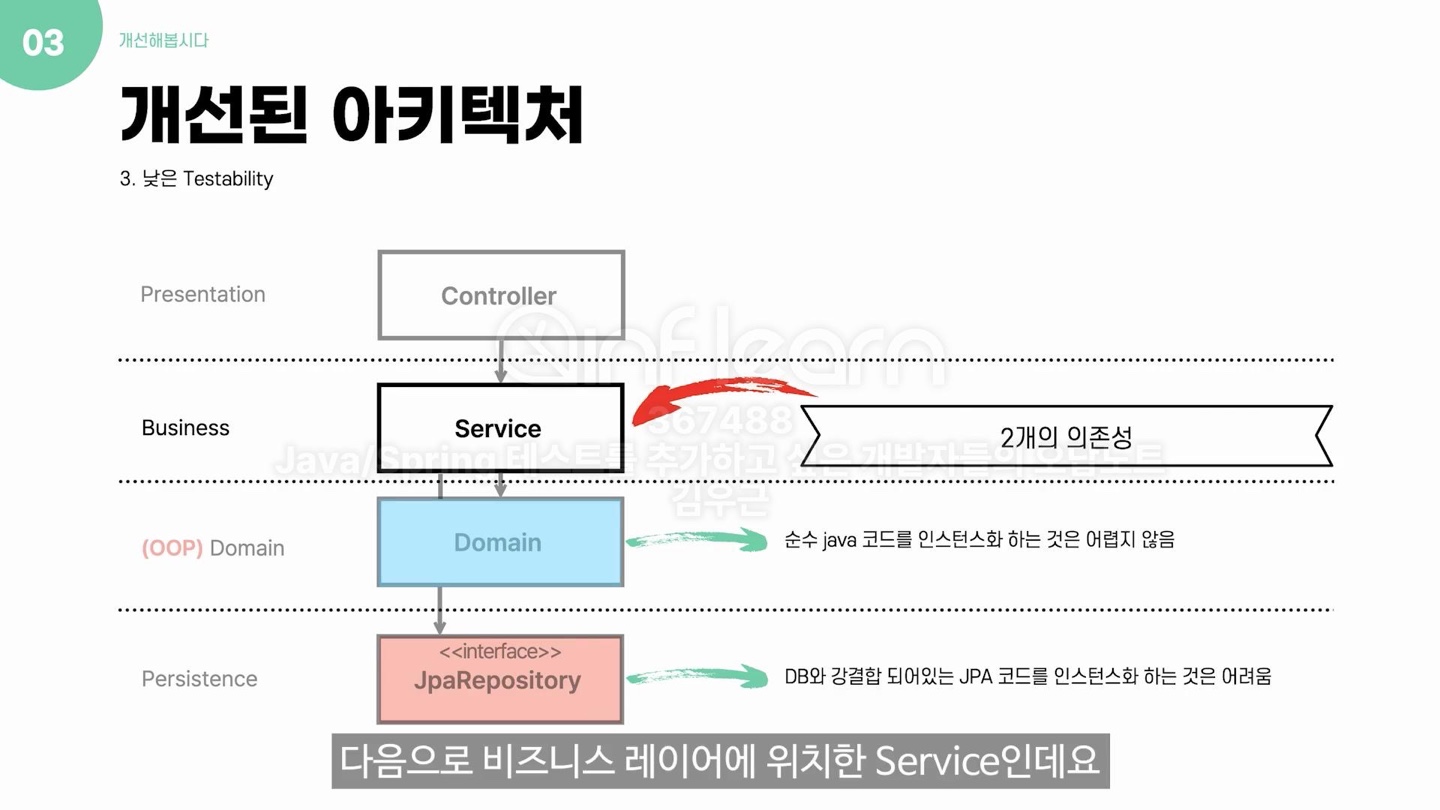 03
개선해봅시다
개선된 아키텍처
3. 낮은 Testability
Presentation
Controller
inflearn
Business
Service
367488
2개의 의존성
Java/Spring 테스트를 추가하고 싶은 개발자들의 오답노트
김우근
(OOP) Domain
Domain
순수 java 코드를 인스턴스화 하는 것은 어렵지 않음
Persistence
<<interface>>
JpaRepository
DB와 강결합 되어있는 JPA 코드를 인스턴스화 하는 것은 어려움
다음으로 비즈니스 레이어에 위치한 Service인데요